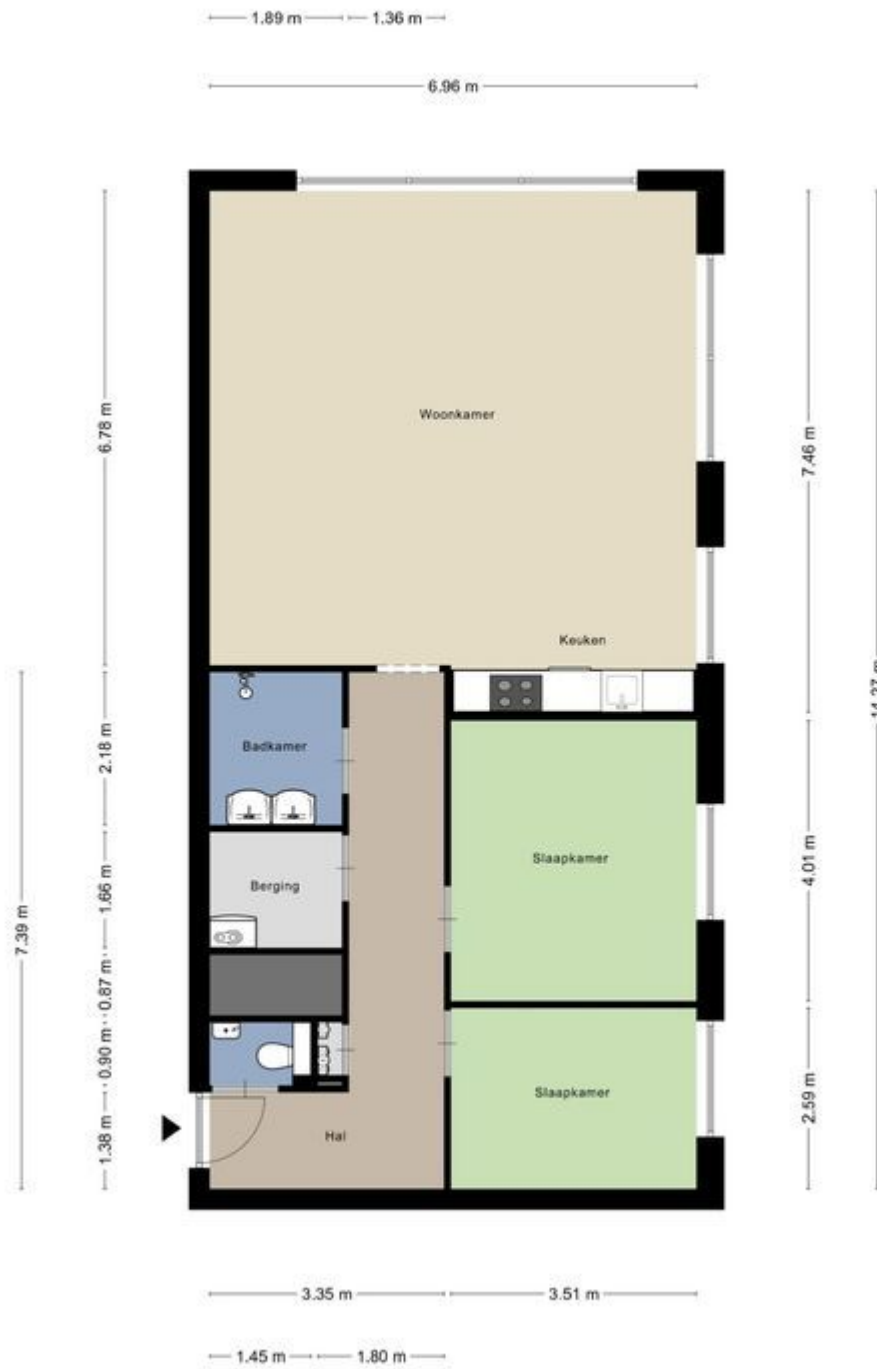 1.89 m
1.36 m
6.96 m
6.78 m
Woonkamer
7.46 m
Keuken
14.27 m
2.18 m
Badkamer
Slaapkamer
4.01 m
1.66 m
Berging
7.39 m
0.87 m
0.90 m
Slaapkamer
2.59 m
1.38 m
Hal
3.35 m
3.51 m
1.45 m
1.80 m